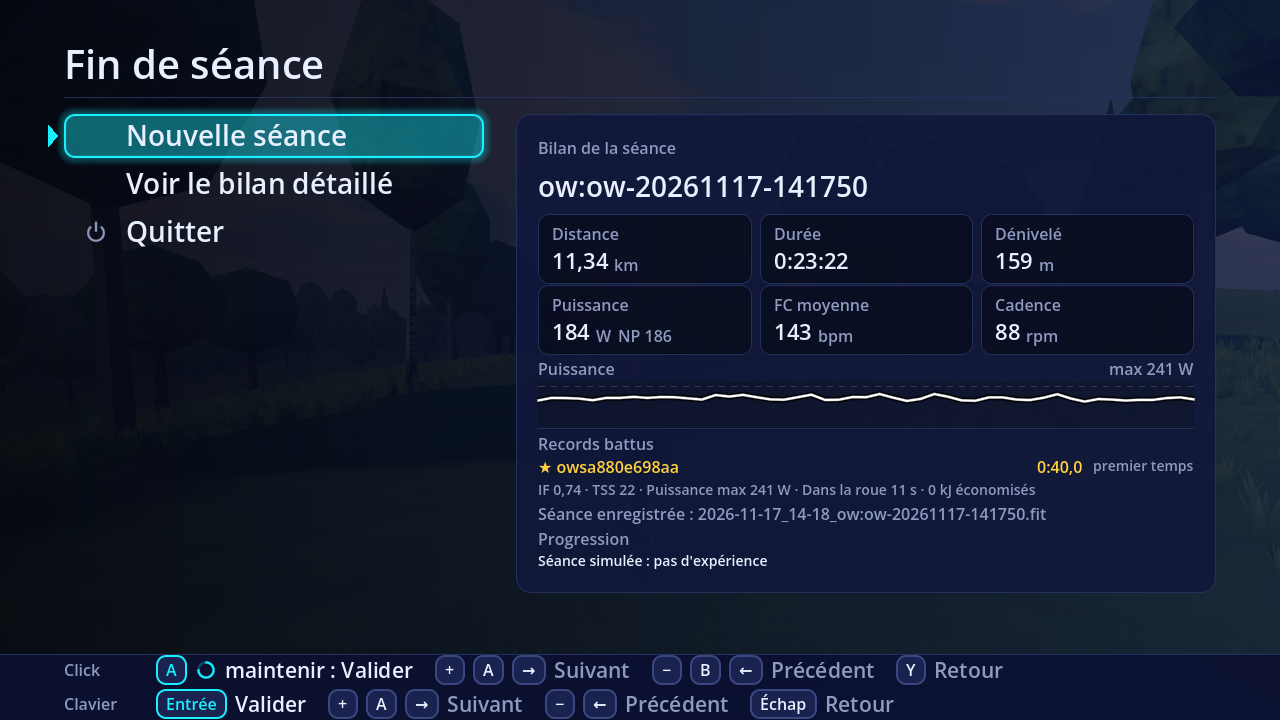 Fin de séance
Nouvelle séance
Voir le bilan détaillé
Quitter
Bilan de la séance
ow:ow-20261117-141750
Distance
11,34 km
Durée
0:23:22
Dénivelé
159 m
Puissance
184 W NP 186
FC moyenne
143 bpm
Cadence
88 rpm
Puissance max 241 W
Records battus
★ owsa880e698aa 0:40,0 premier temps
IF 0,74 · TSS 22 · Puissance max 241 W · Dans la roue 11 s · 0 kJ économisés
Séance enregistrée : 2026-11-17_14-18_ow:ow-20261117-141750.fit
Progression
Séance simulée : pas d'expérience
Click A maintenir : Valider + A → Suivant − B ← Précédent Y Retour
Clavier Entrée Valider + A → Suivant − ← Précédent Échap Retour